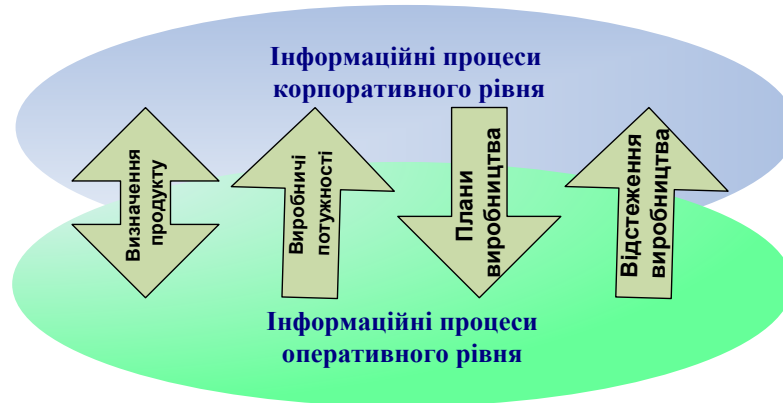 Інформаційні процеси
корпоративного рівня
Визначення
продукту
Виробничі
потужності
Плани
виробництва
Відстеження
виробництва
Інформаційні процеси
оперативного рівня